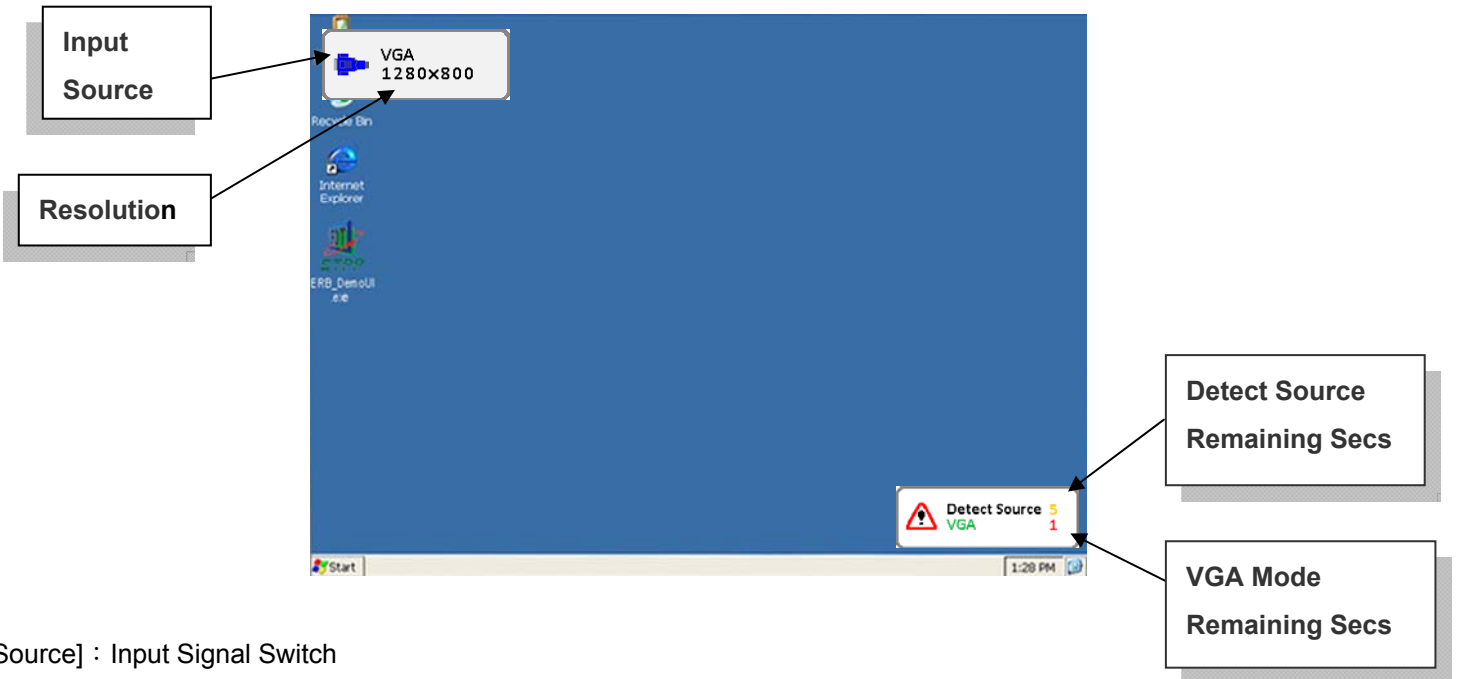 Input
Source
VGA
1280x800
Recycle Bin
Resolution
Internet
Explorer
ERB_DemoUI
.exe
Detect Source
Remaining Secs
Detect Source 5
VGA 1
Start
1:28 PM
VGA Mode
Remaining Secs
Source]：Input Signal Switch